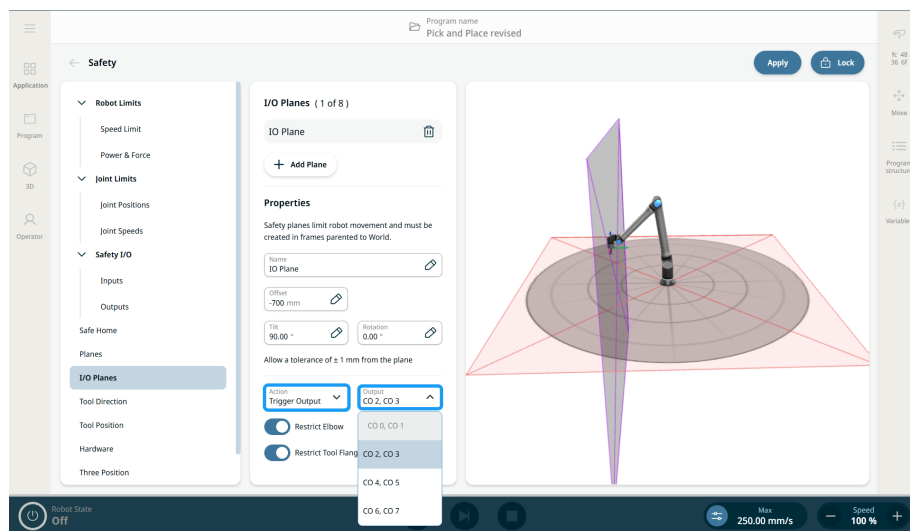 Program name
Pick and Place revised
Safety
Apply
Lock
fc 48
36 6f
Application
Program
3D
Operator
Move
Program
structure
Variable
Robot Limits
Speed Limit
Power & Force
Joint Limits
Joint Positions
Joint Speeds
Safety I/O
Inputs
Outputs
Safe Home
Planes
I/O Planes
Tool Direction
Tool Position
Hardware
Three Position
I/O Planes ( 1 of 8 )
IO Plane
Add Plane
Properties
Safety planes limit robot movement and must be
created in frames parented to World.
Name
IO Plane
Offset
-700 mm
Tilt
90.00 °
Rotation
0.00 °
Allow a tolerance of ± 1 mm from the plane
Action
Trigger Output
Output
CO 2, CO 3
Restrict Elbow
Restrict Tool Flang
CO 0, CO 1
CO 2, CO 3
CO 4, CO 5
CO 6, CO 7
Robot State
Off
Max
250.00 mm/s
Speed
100 %